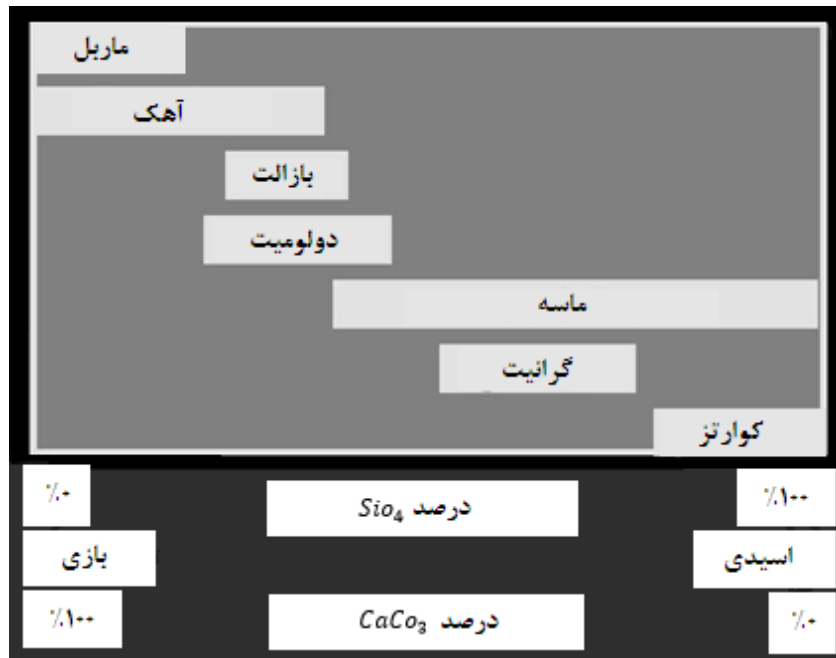 ماربل
آهک
بازالت
دولومیت
ماسه
گرانیت
کوارتز
٪۰
درصد Sio₄
٪۱۰۰
بازی
اسیدی
٪۱۰۰
درصد CaCo₃
٪۰